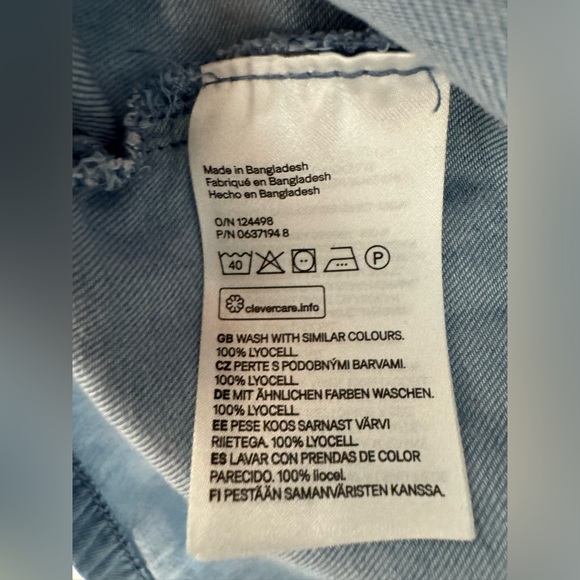 Made in Bangladesh
Fabriqué en Bangladesh
Hecho en Bangladesh
O/N 124498
P/N 0637194 8
40 P
clevercare.info
GB WASH WITH SIMILAR COLOURS.
100% LYOCELL.
CZ PERTE S PODOBNÝMI BARVAMI.
100% LYOCELL
DE MIT ÄHNLICHEN FARBEN WASCHEN.
100% LYOCELL
EE PESE KOOS SARNAST VÄRVI
RIIETEGA. 100% LYOCELL
ES LAVAR CON PRENDAS DE COLOR
PARECIDO. 100% liocel.
FI PESTÄÄN SAMANVÄRISTEN KANSSA.